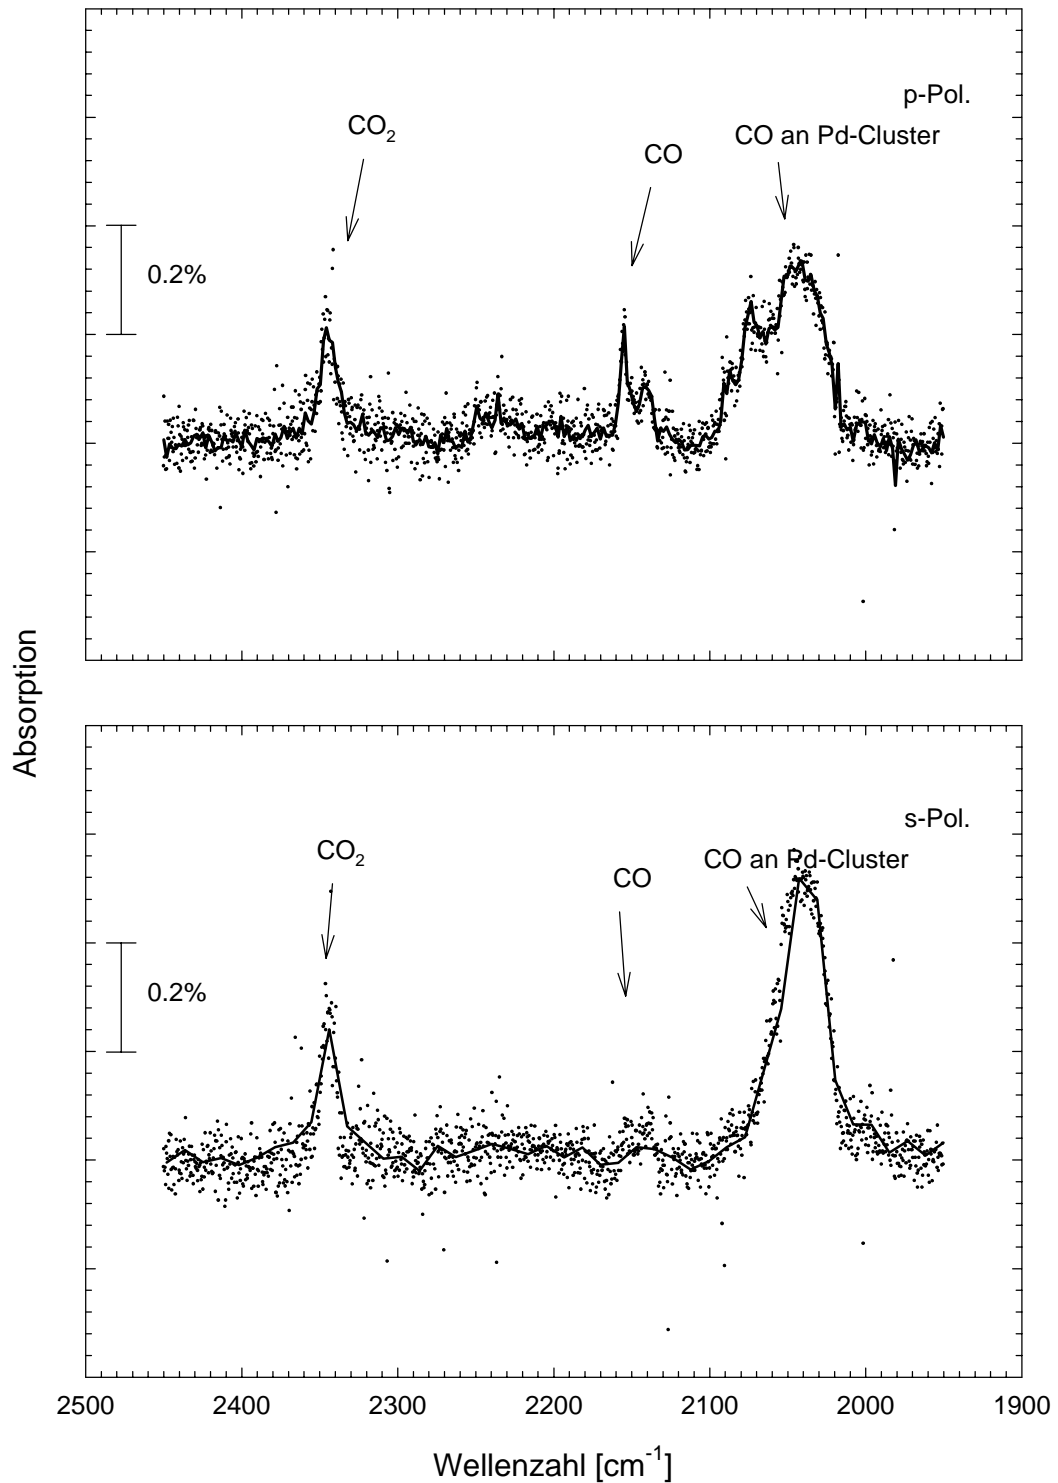 p-Pol.
CO₂
CO an Pd-Cluster
CO
0.2%
Absorption
s-Pol.
CO₂
CO an Pd-Cluster
CO
0.2%
2500 2400 2300 2200 2100 2000 1900
Wellenzahl [cm⁻¹]